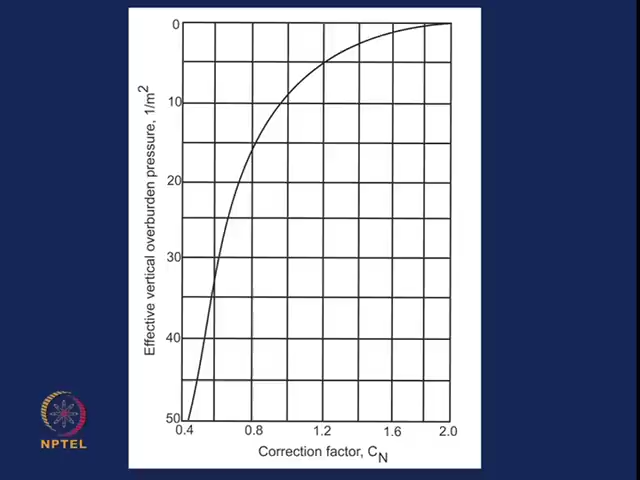 0
10
20
30
40
50
Effective vertical overburden pressure, 1/m²
0.4 0.8 1.2 1.6 2.0
Correction factor, CN
NPTEL